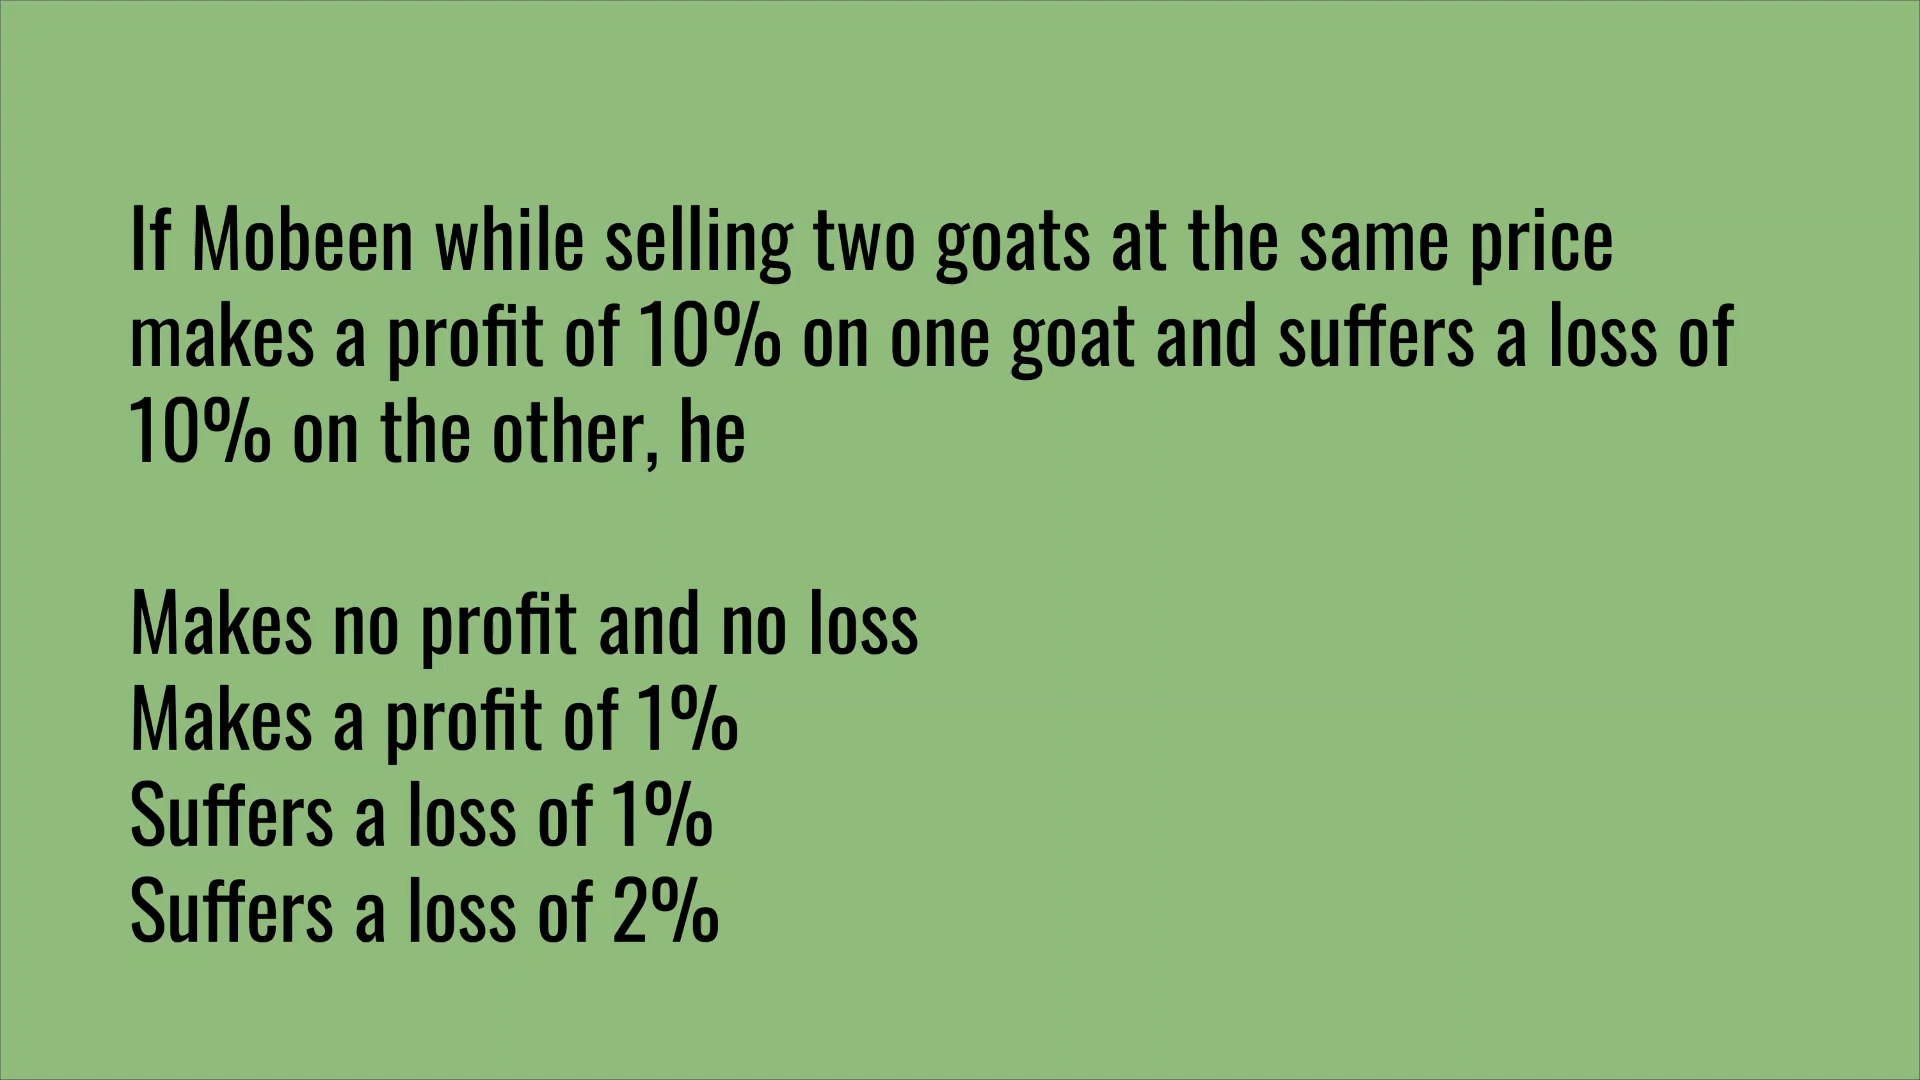 If Mobeen while selling two goats at the same price
makes a profit of 10% on one goat and suffers a loss of
10% on the other, he
Makes no profit and no loss
Makes a profit of 1%
Suffers a loss of 1%
Suffers a loss of 2%